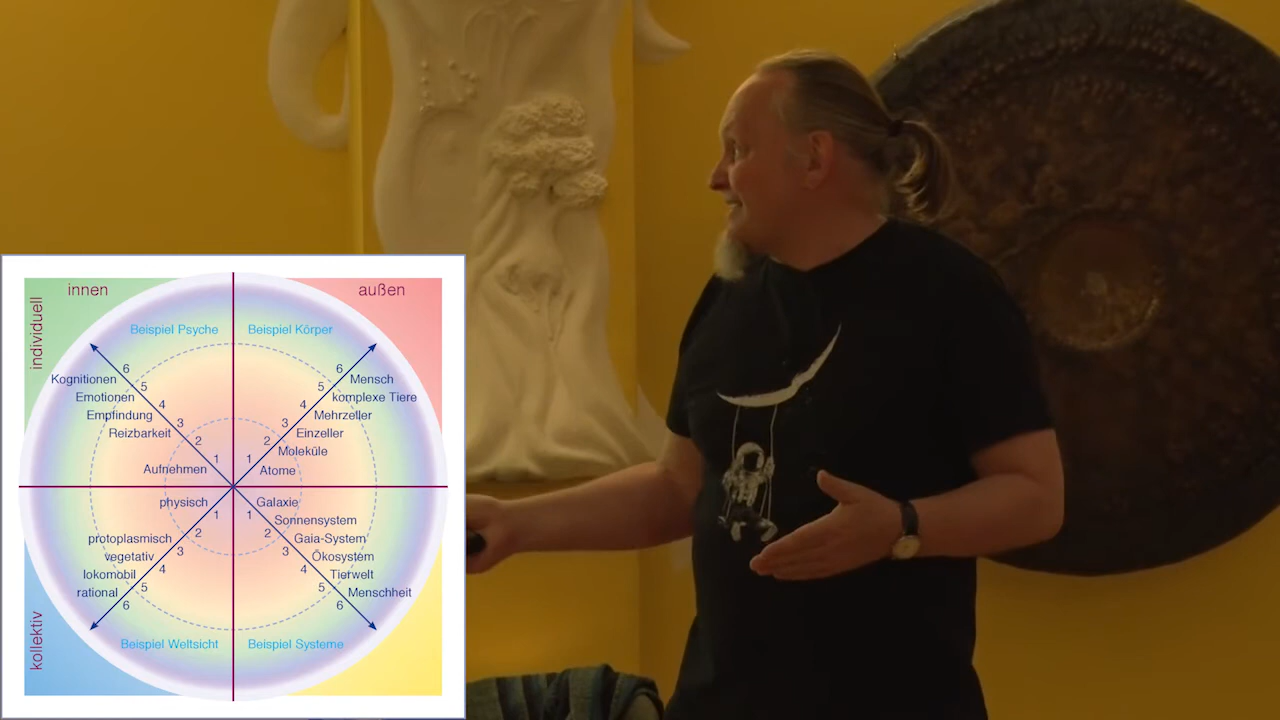 innen
außen
individuell
Beispiel Psyche
Beispiel Körper
6
5
4
3
2
1
Kognitionen
Emotionen
Empfindung
Reizbarkeit
Aufnehmen
6
5
4
3
2
1
Mensch
komplexe Tiere
Mehrzeller
Einzeller
Moleküle
Atome
physisch
protoplasmisch
vegetativ
lokomobil
rational
1
2
3
4
5
6
Galaxie
Sonnensystem
Gaia-System
Ökosystem
Tierwelt
Menschheit
1
2
3
4
5
6
kollektiv
Beispiel Weltsicht
Beispiel Systeme